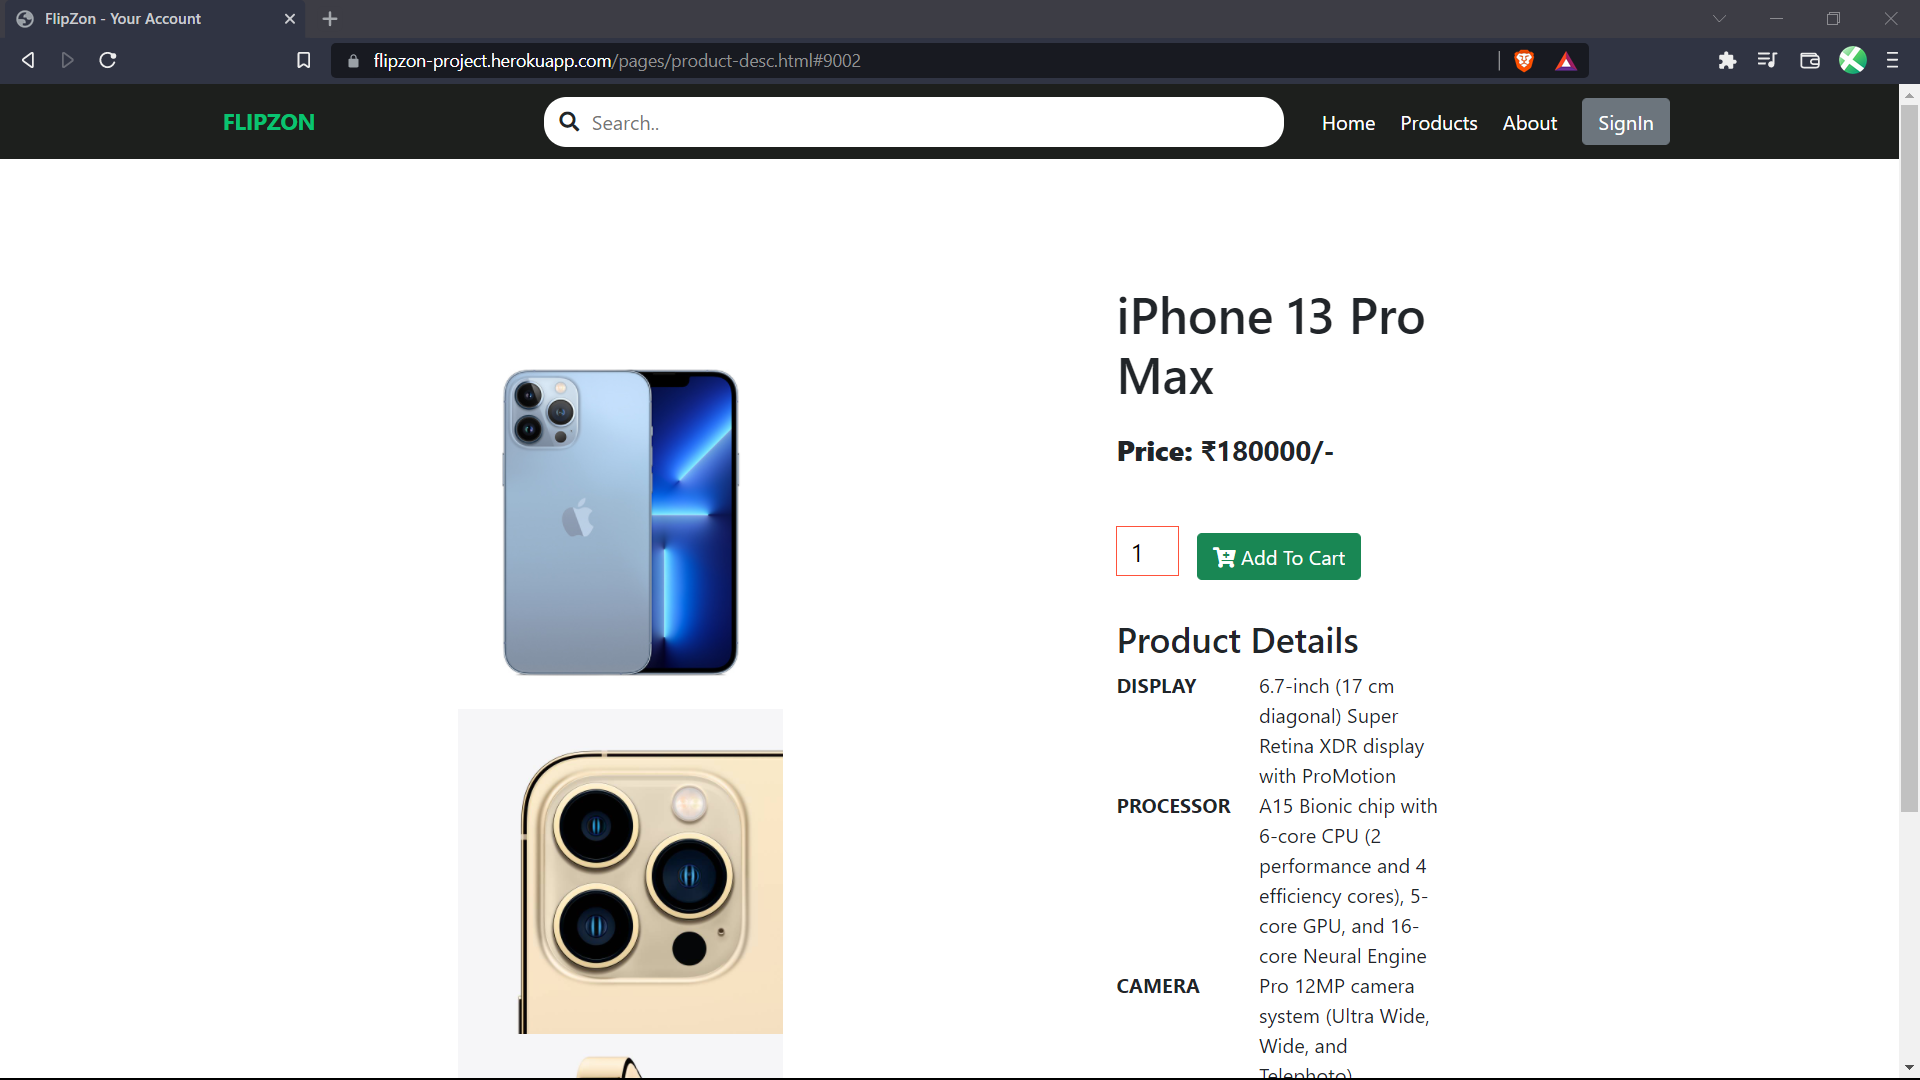 FlipZon - Your Account
flipzon-project.herokuapp.com/pages/product-desc.html#9002
FLIPZON
Search..
Home
Products
About
SignIn
iPhone 13 Pro
Max
Price: ₹180000/-
1
Add To Cart
Product Details
DISPLAY 6.7-inch (17 cm
diagonal) Super
Retina XDR display
with ProMotion
PROCESSOR A15 Bionic chip with
6-core CPU (2
performance and 4
efficiency cores), 5-
core GPU, and 16-
core Neural Engine
CAMERA Pro 12MP camera
system (Ultra Wide,
Wide, and
Telephoto)